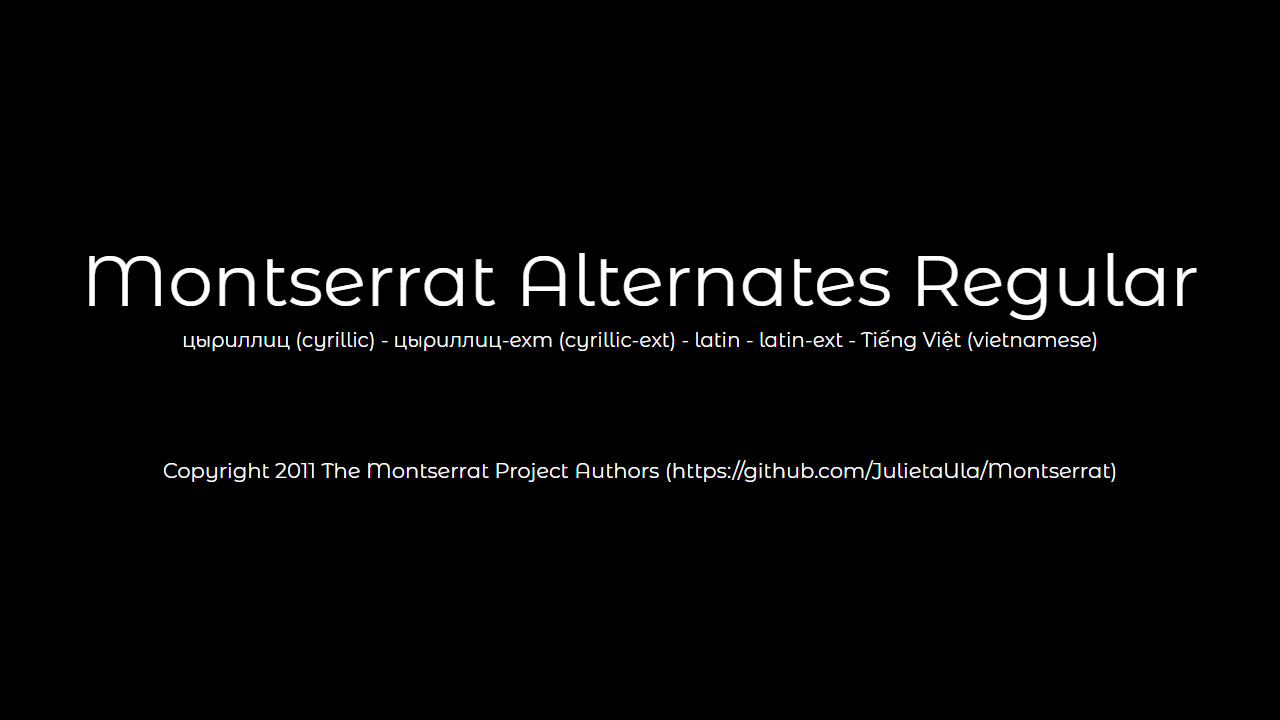 Montserrat Alternates Regular
цыриллиц (cyrillic) - цыриллиц-ехт (cyrillic-ext) - latin - latin-ext - Tiếng Việt (vietnamese)
Copyright 2011 The Montserrat Project Authors (https://github.com/JulietaUla/Montserrat)